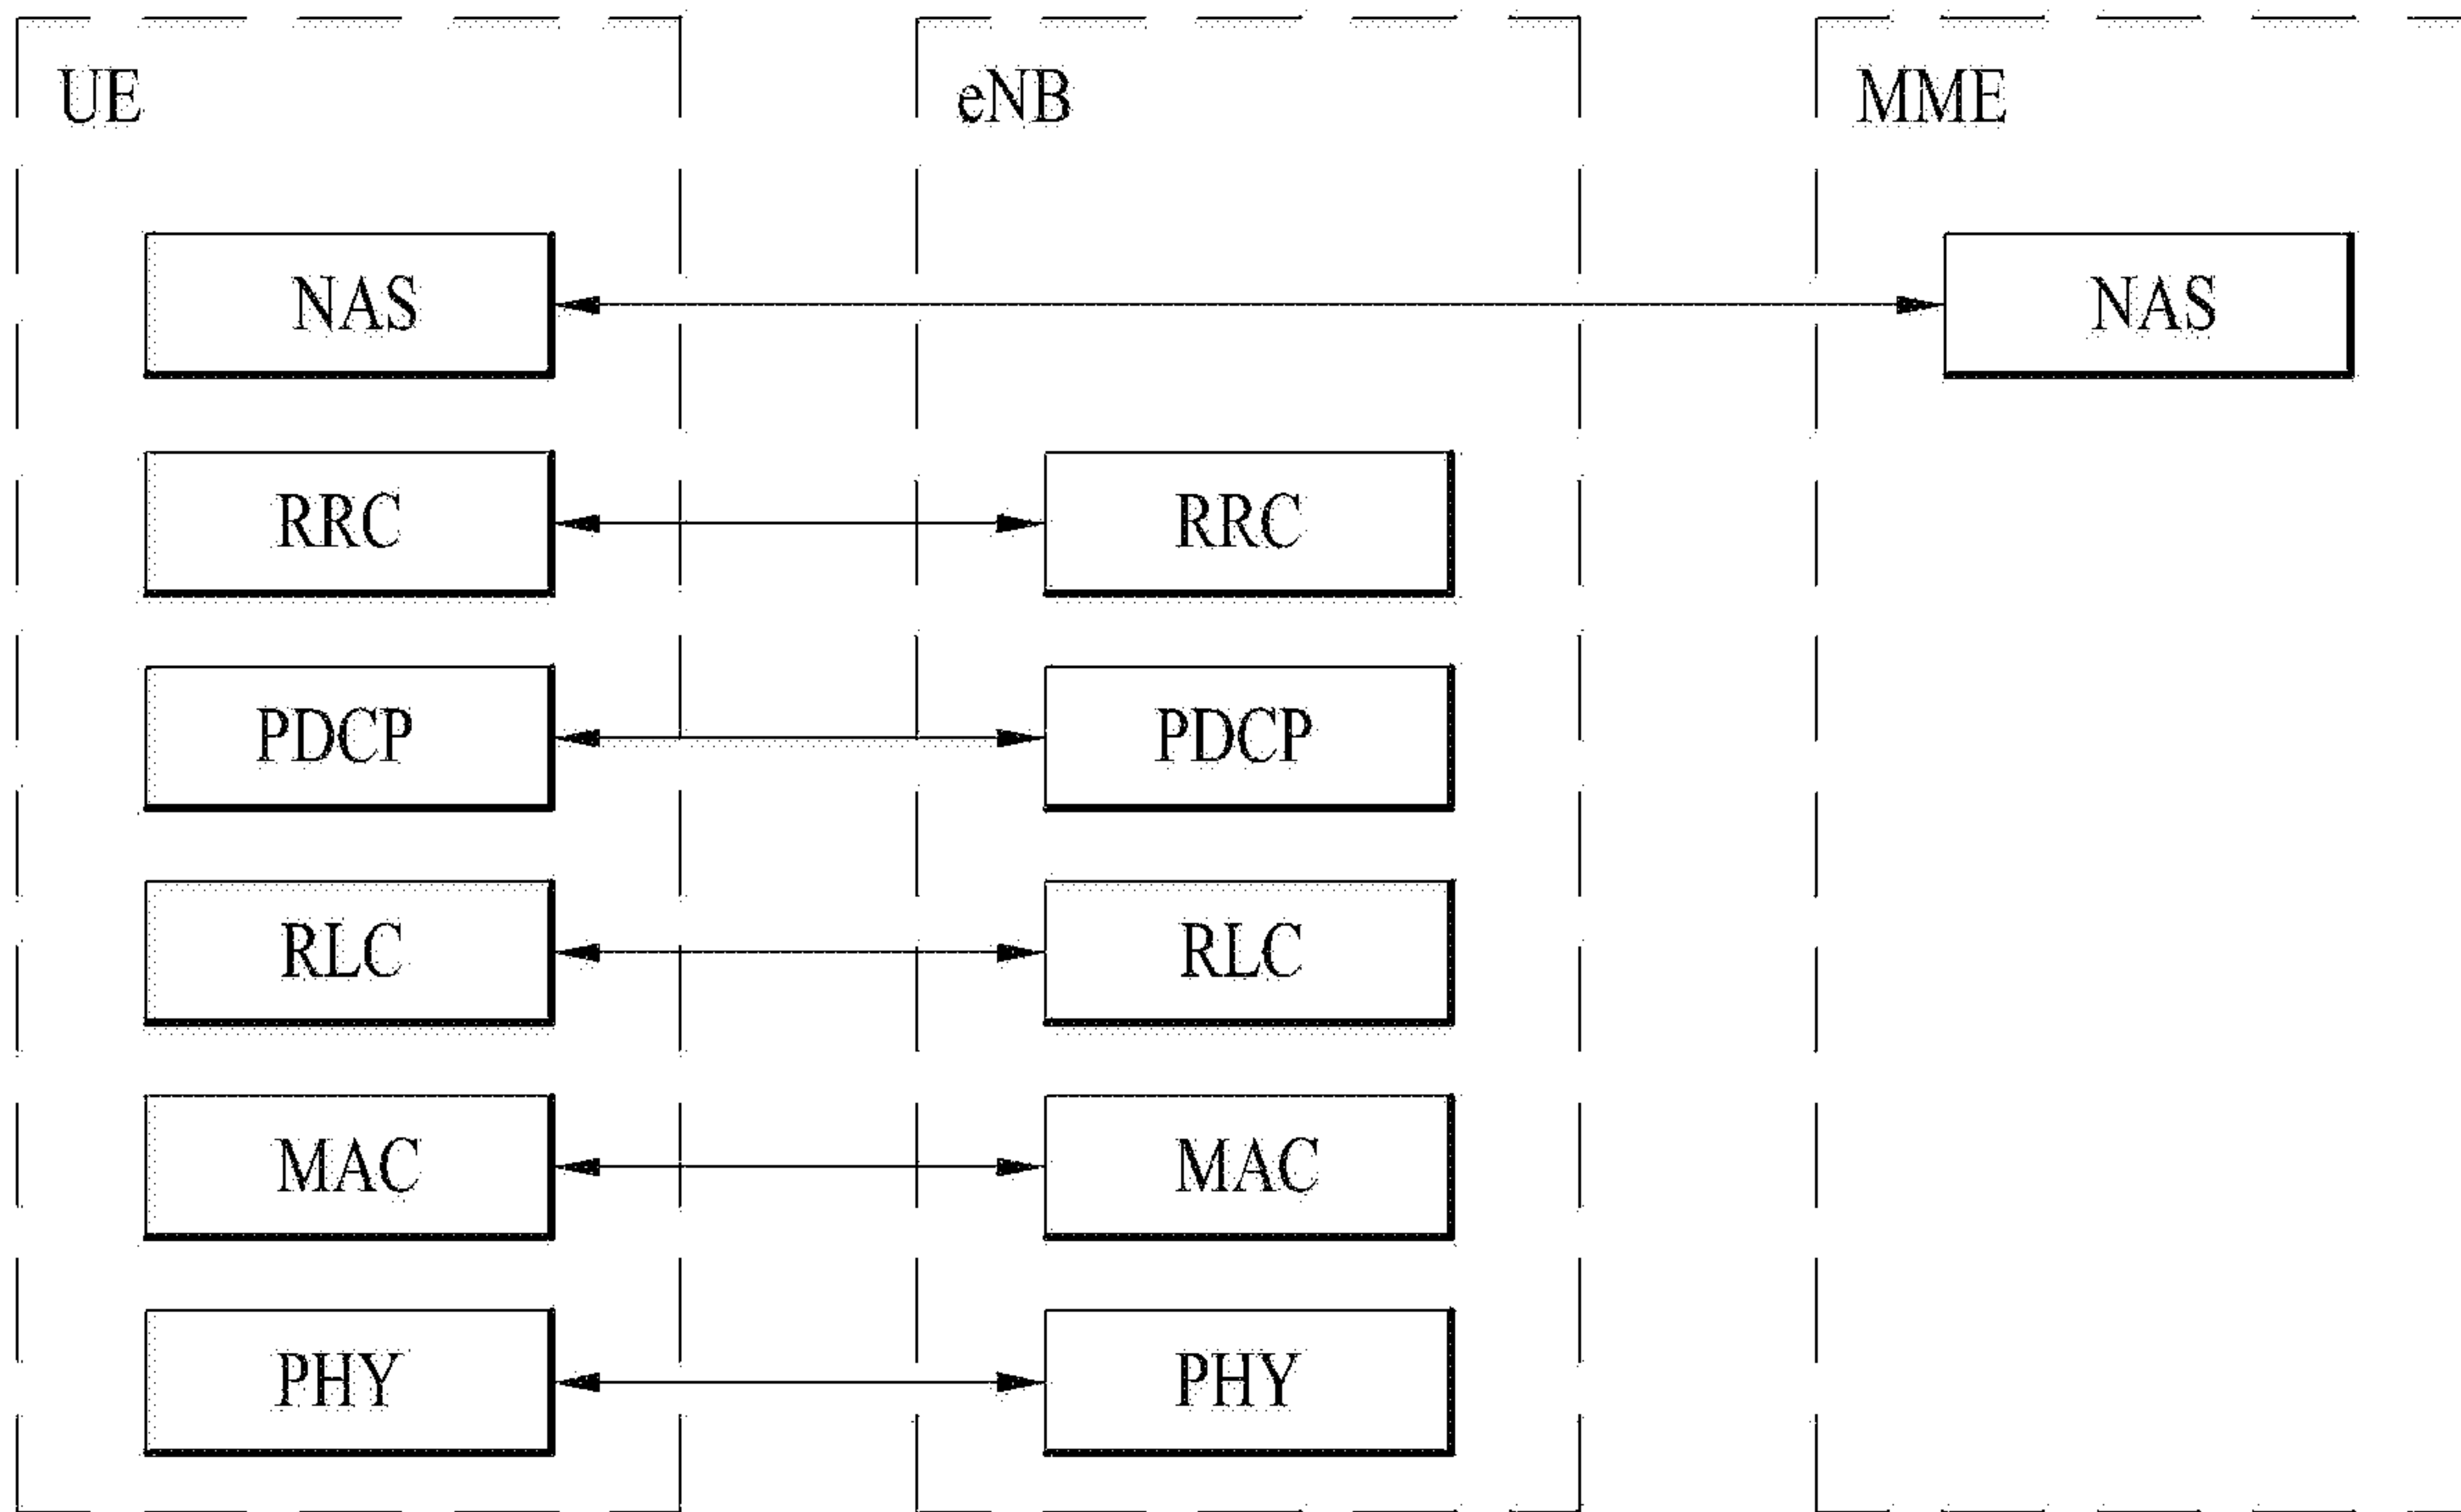 UE eNB MME
NAS NAS
RRC RRC
PDCP PDCP
RLC RLC
MAC MAC
PHY PHY